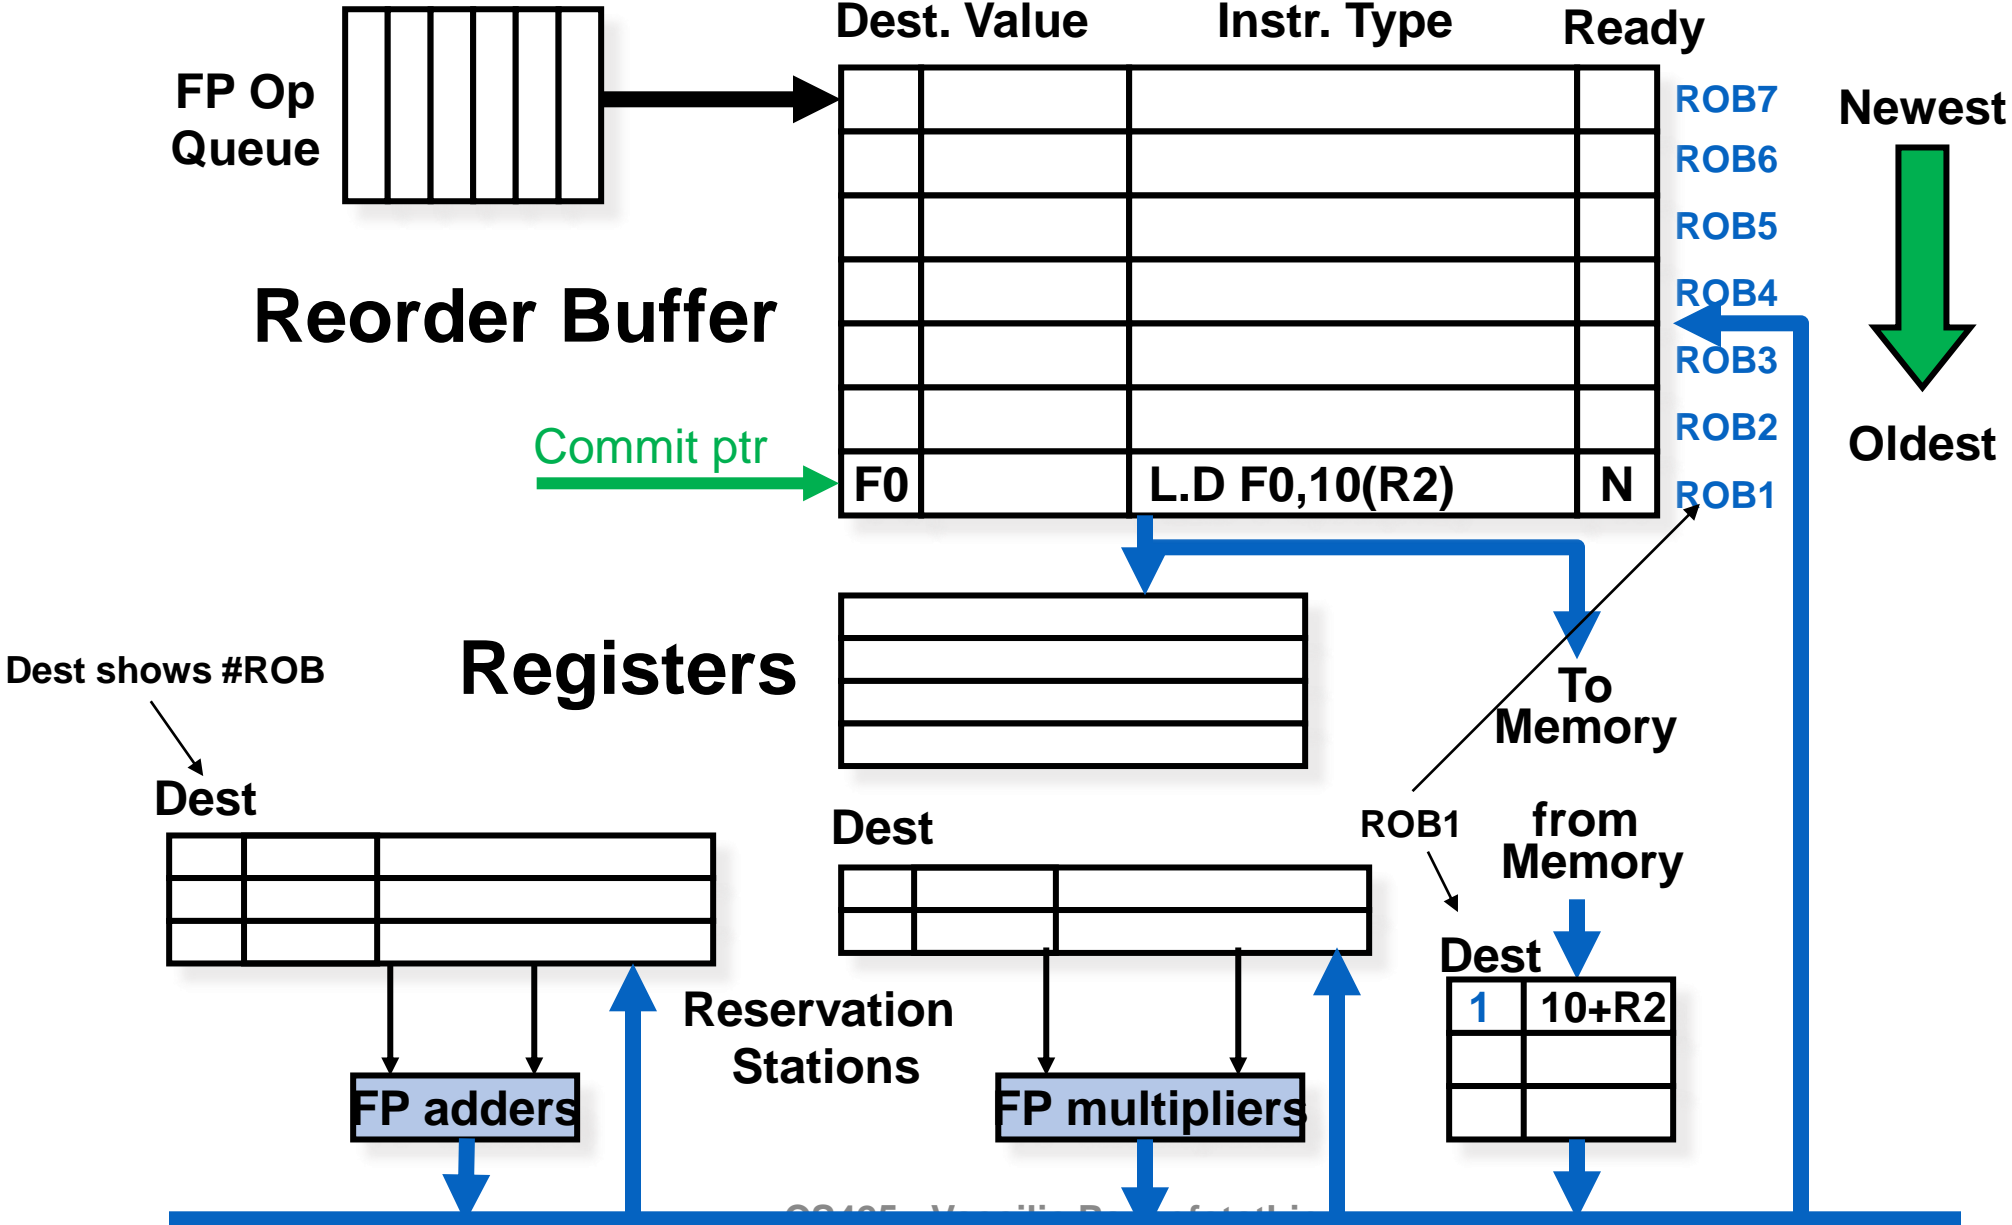 Dest. Value Instr. Type Ready
FP Op
Queue
ROB7
Newest
ROB6
ROB5
Reorder Buffer
ROB4
ROB3
Commit ptr
ROB2
Oldest
F0 L.D F0,10(R2) N ROB1
Registers
Dest shows #ROB
To
Memory
Dest
Dest
ROB1
from
Memory
Dest
1 10+R2
Reservation
Stations
FP adders
FP multipliers